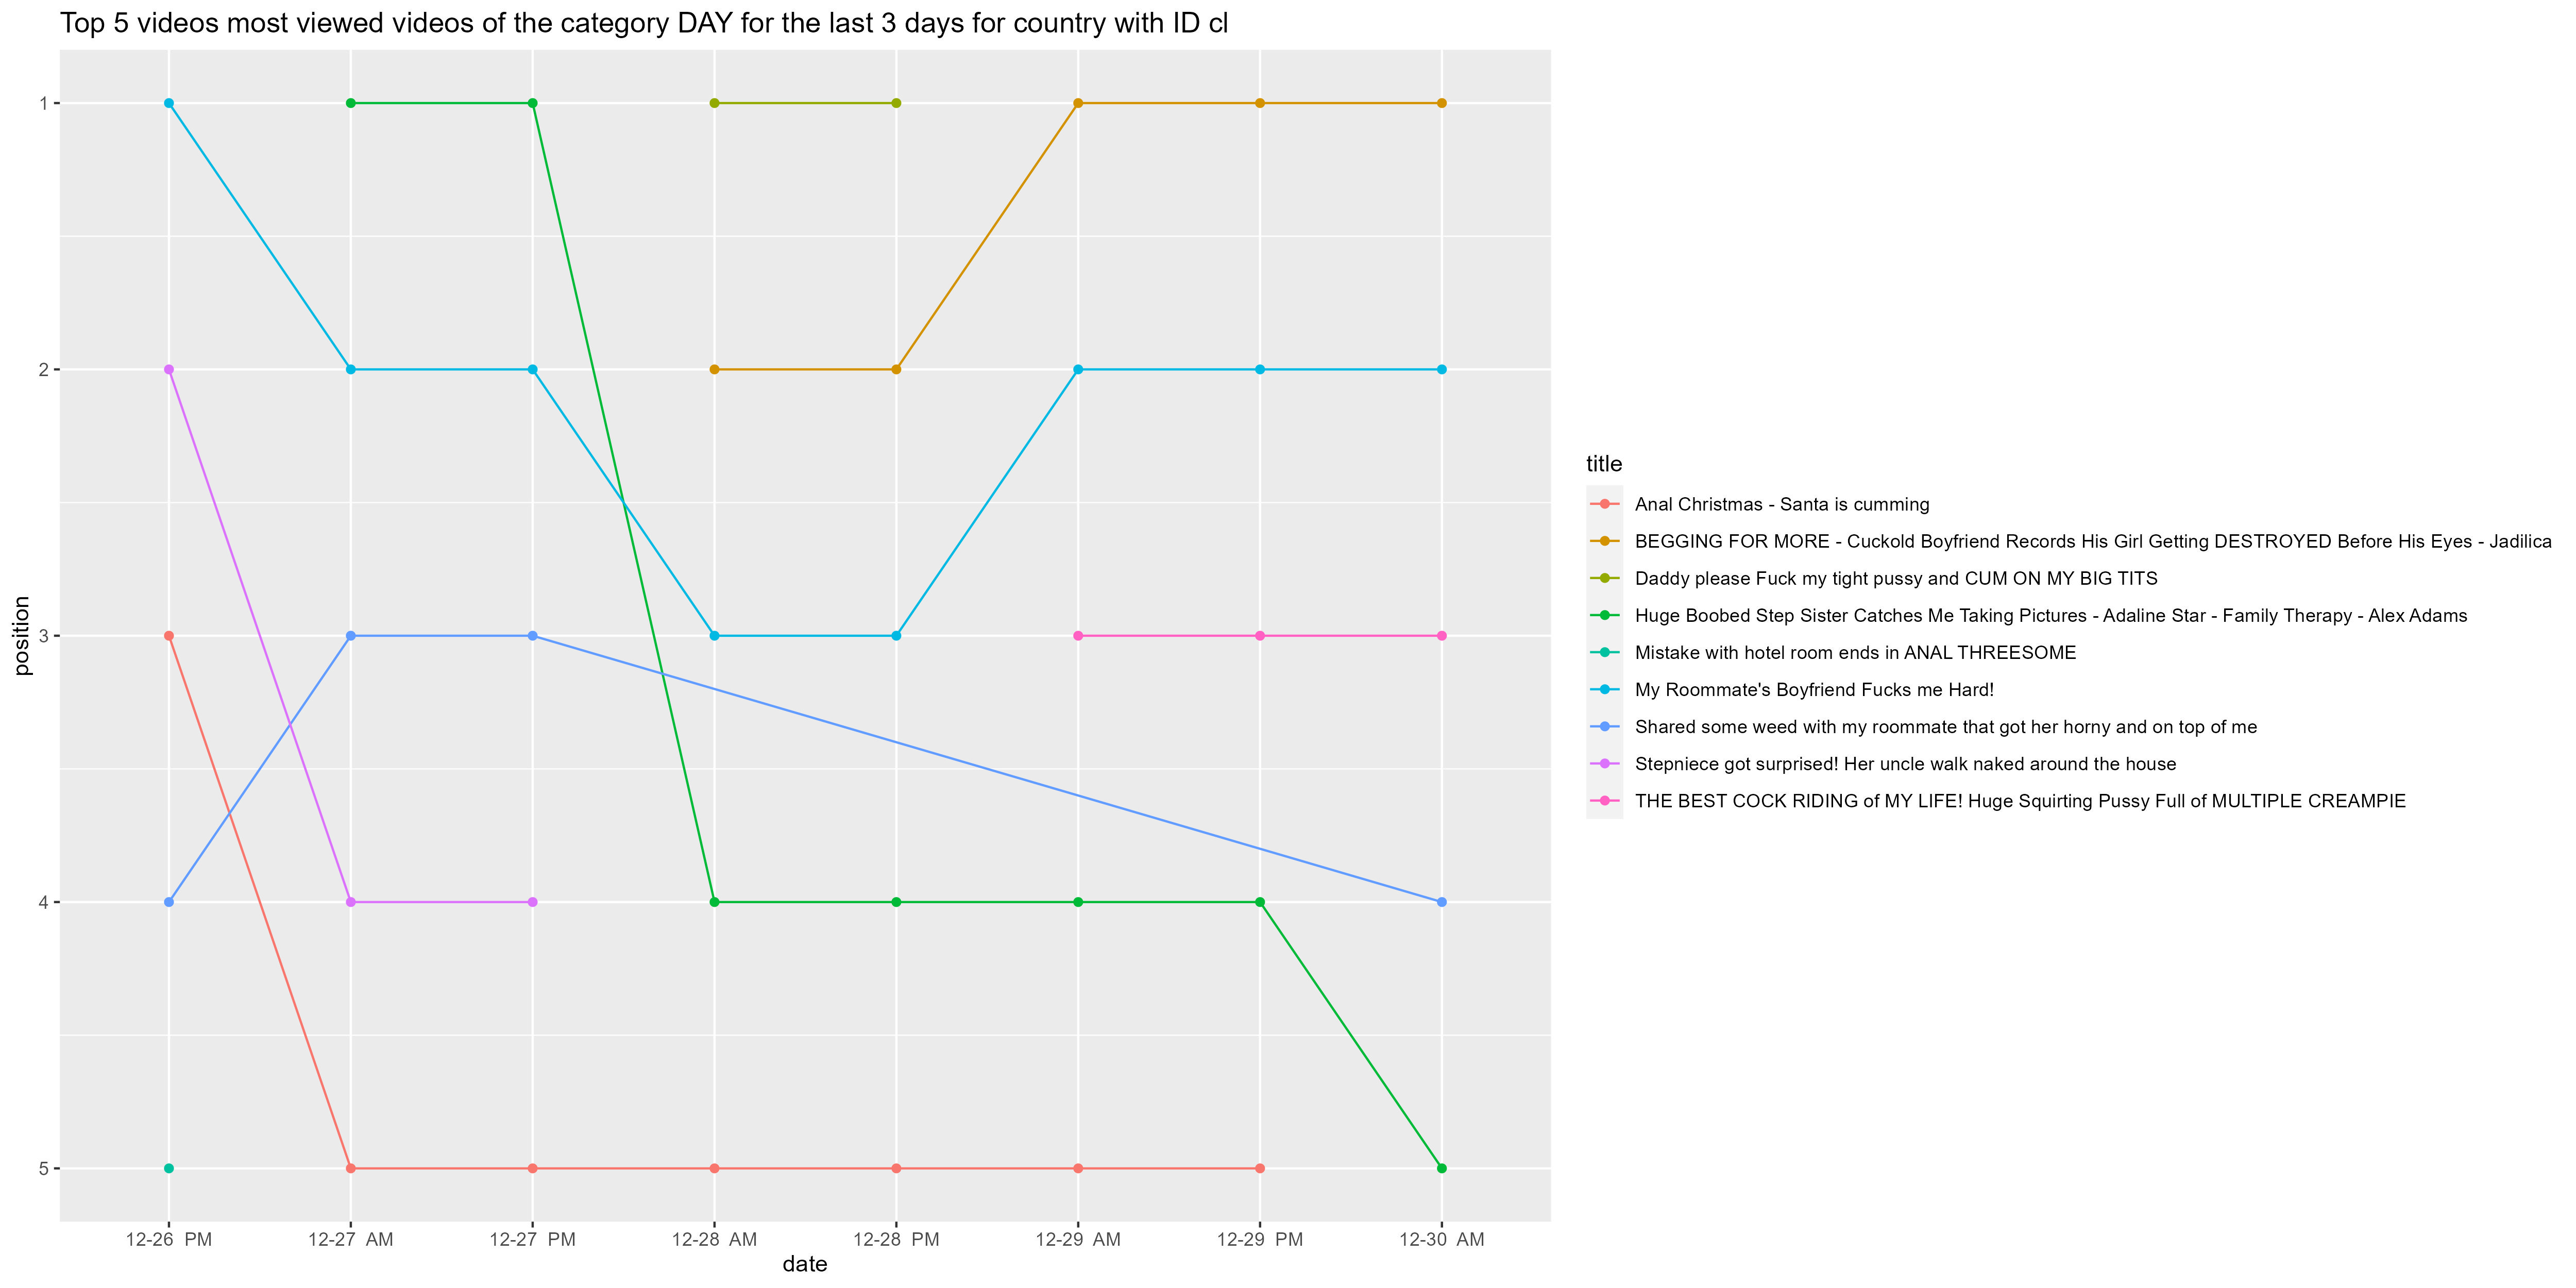 Top 5 videos most viewed videos of the category DAY for the last 3 days for country with ID cl
position
1
2
3
4
5
12-26 PM
12-27 AM
12-27 PM
12-28 AM
12-28 PM
12-29 AM
12-29 PM
12-30 AM
date
title
Anal Christmas - Santa is cumming
BEGGING FOR MORE - Cuckold Boyfriend Records His Girl Getting DESTROYED Before His Eyes - Jadilica
Daddy please Fuck my tight pussy and CUM ON MY BIG TITS
Huge Boobed Step Sister Catches Me Taking Pictures - Adaline Star - Family Therapy - Alex Adams
Mistake with hotel room ends in ANAL THREESOME
My Roommate's Boyfriend Fucks me Hard!
Shared some weed with my roommate that got her horny and on top of me
Stepniece got surprised! Her uncle walk naked around the house
THE BEST COCK RIDING of MY LIFE! Huge Squirting Pussy Full of MULTIPLE CREAMPIE